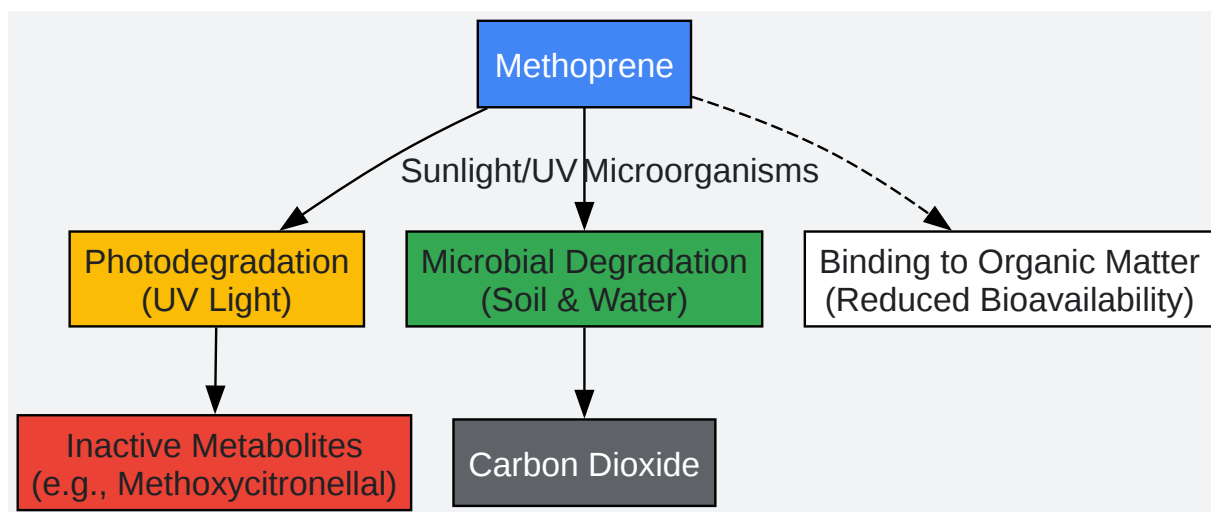 Methoprene
Sunlight/UV
Microorganisms
Photodegradation
(UV Light)
Microbial Degradation
(Soil & Water)
Binding to Organic Matter
(Reduced Bioavailability)
Inactive Metabolites
(e.g., Methoxycitronellal)
Carbon Dioxide